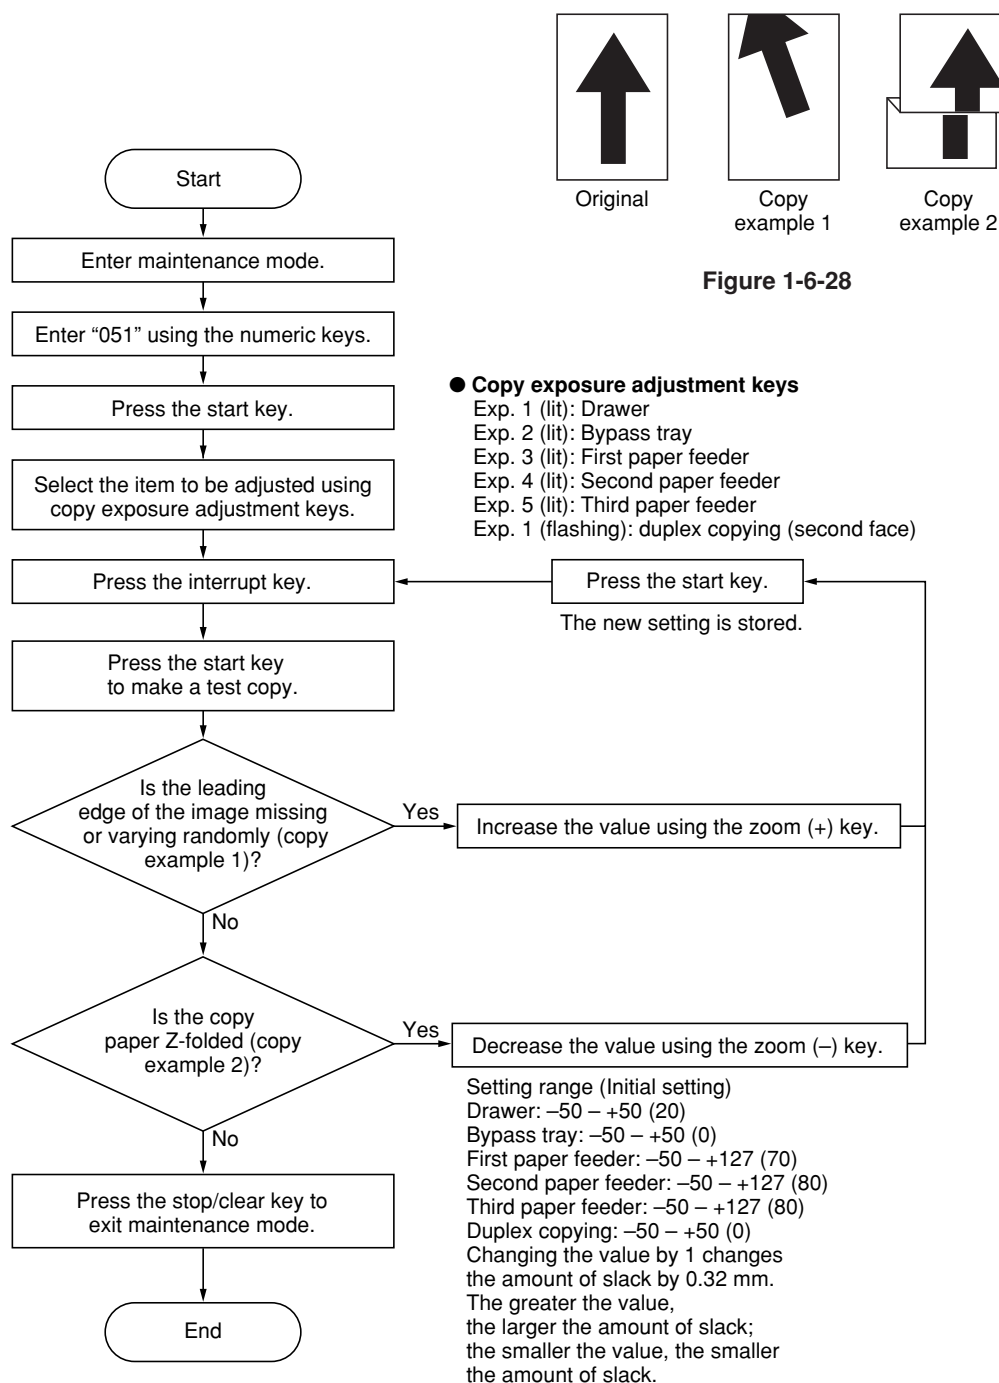 Original
Copy
example 1
Copy
example 2
Figure 1-6-28
Start
Enter maintenance mode.
Enter “051” using the numeric keys.
Press the start key.
Select the item to be adjusted using
copy exposure adjustment keys.
● Copy exposure adjustment keys
Exp. 1 (lit): Drawer
Exp. 2 (lit): Bypass tray
Exp. 3 (lit): First paper feeder
Exp. 4 (lit): Second paper feeder
Exp. 5 (lit): Third paper feeder
Exp. 1 (flashing): duplex copying (second face)
Press the interrupt key.
Press the start key.
The new setting is stored.
Press the start key
to make a test copy.
Is the leading
edge of the image missing
or varying randomly (copy
example 1)?
Yes
Increase the value using the zoom (+) key.
No
Is the copy
paper Z-folded (copy
example 2)?
Yes
Decrease the value using the zoom (–) key.
Setting range (Initial setting)
Drawer: –50 – +50 (20)
Bypass tray: –50 – +50 (0)
First paper feeder: –50 – +127 (70)
Second paper feeder: –50 – +127 (80)
Third paper feeder: –50 – +127 (80)
Duplex copying: –50 – +50 (0)
Changing the value by 1 changes
the amount of slack by 0.32 mm.
The greater the value,
the larger the amount of slack;
the smaller the value, the smaller
the amount of slack.
No
Press the stop/clear key to
exit maintenance mode.
End